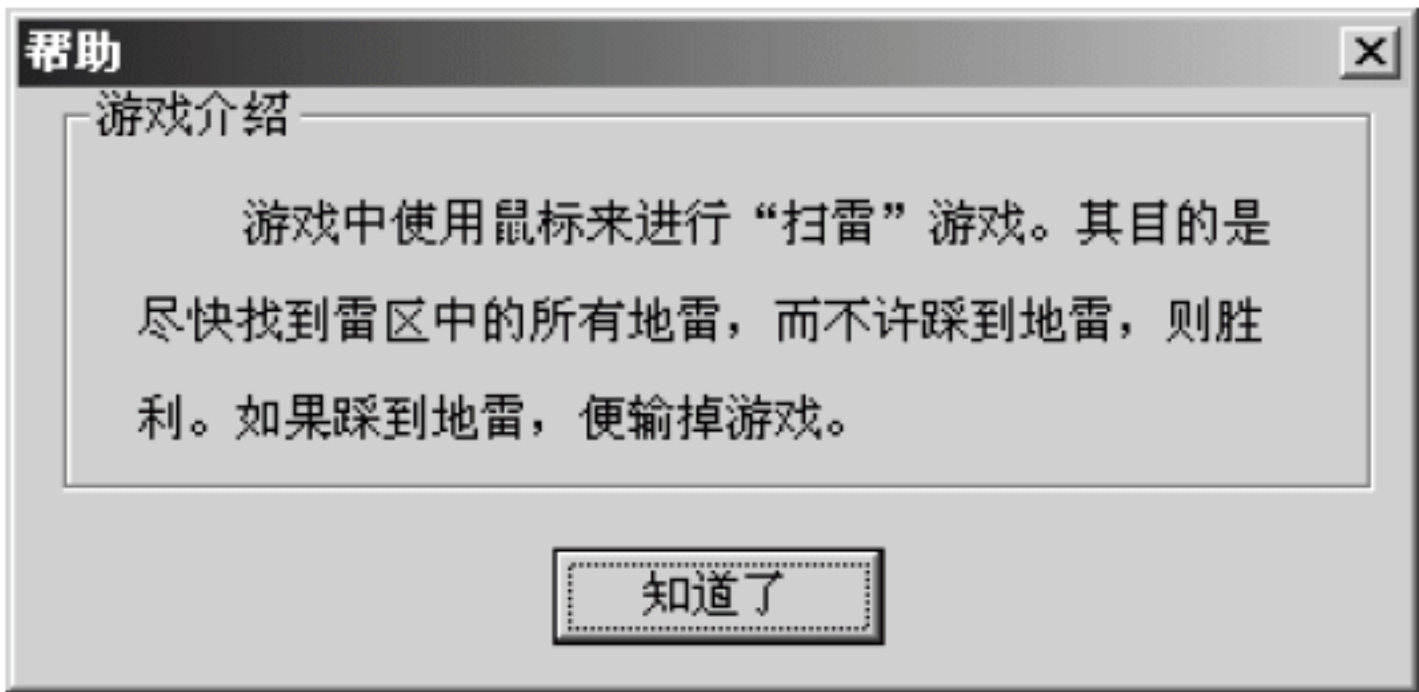 帮助
游戏介绍
游戏中使用鼠标来进行“扫雷”游戏。其目的是
尽快找到雷区中的所有地雷，而不许踩到地雷，则胜
利。如果踩到地雷，便输掉游戏。
知道了